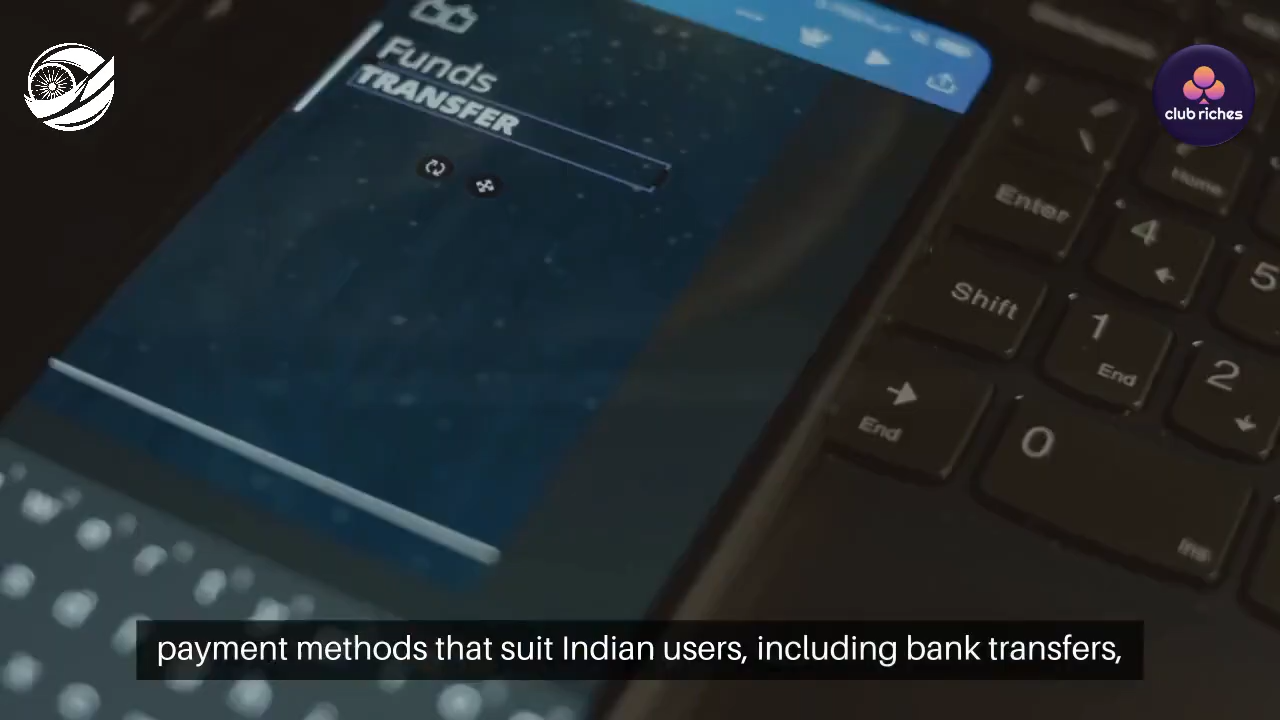 Funds
TRANSFER
club riches
Home
Enter
4
5
Shift
1
End
2
End
0
Ins
payment methods that suit Indian users, including bank transfers,